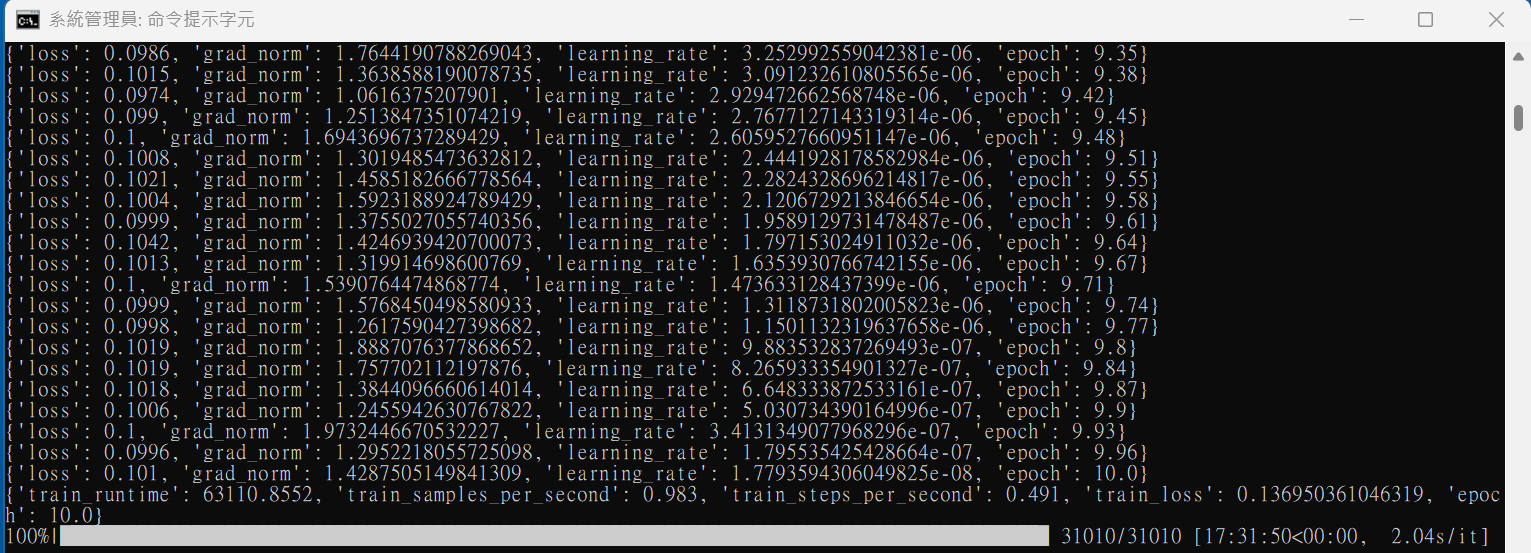 系統管理員: 命令提示字元
{'loss': 0.0986, 'grad_norm': 1.7644190788269043, 'learning_rate': 3.252992559042381e-06, 'epoch': 9.35}
{'loss': 0.1015, 'grad_norm': 1.3638588190078735, 'learning_rate': 3.091232610805565e-06, 'epoch': 9.38}
{'loss': 0.0974, 'grad_norm': 1.0616375207901, 'learning_rate': 2.929472662568748e-06, 'epoch': 9.42}
{'loss': 0.099, 'grad_norm': 1.2513847351074219, 'learning_rate': 2.7677127143319314e-06, 'epoch': 9.45}
{'loss': 0.1, 'grad_norm': 1.6943696737289429, 'learning_rate': 2.6059527660951147e-06, 'epoch': 9.48}
{'loss': 0.1008, 'grad_norm': 1.3019485473632812, 'learning_rate': 2.4441928178582984e-06, 'epoch': 9.51}
{'loss': 0.1021, 'grad_norm': 1.4585182666778564, 'learning_rate': 2.2824328696214817e-06, 'epoch': 9.55}
{'loss': 0.1004, 'grad_norm': 1.5923188924789429, 'learning_rate': 2.1206729213846654e-06, 'epoch': 9.58}
{'loss': 0.0999, 'grad_norm': 1.3755027055740356, 'learning_rate': 1.9589129731478487e-06, 'epoch': 9.61}
{'loss': 0.1042, 'grad_norm': 1.4246939420700073, 'learning_rate': 1.797153024911032e-06, 'epoch': 9.64}
{'loss': 0.1013, 'grad_norm': 1.319914698600769, 'learning_rate': 1.6353930766742155e-06, 'epoch': 9.67}
{'loss': 0.1, 'grad_norm': 1.5390764474868774, 'learning_rate': 1.473633128437399e-06, 'epoch': 9.71}
{'loss': 0.0999, 'grad_norm': 1.5768450498580933, 'learning_rate': 1.3118731802005823e-06, 'epoch': 9.74}
{'loss': 0.0998, 'grad_norm': 1.2617590427398682, 'learning_rate': 1.1501132319637658e-06, 'epoch': 9.77}
{'loss': 0.1019, 'grad_norm': 1.8887076377868652, 'learning_rate': 9.883532837269493e-07, 'epoch': 9.8}
{'loss': 0.1019, 'grad_norm': 1.757702112197876, 'learning_rate': 8.265933354901327e-07, 'epoch': 9.84}
{'loss': 0.1018, 'grad_norm': 1.3844096660614014, 'learning_rate': 6.648333872533161e-07, 'epoch': 9.87}
{'loss': 0.1006, 'grad_norm': 1.2455942630767822, 'learning_rate': 5.030734390164996e-07, 'epoch': 9.9}
{'loss': 0.1, 'grad_norm': 1.9732446670532227, 'learning_rate': 3.4131349077968296e-07, 'epoch': 9.93}
{'loss': 0.0996, 'grad_norm': 1.2952218055725098, 'learning_rate': 1.795535425428664e-07, 'epoch': 9.96}
{'loss': 0.101, 'grad_norm': 1.4287505149841309, 'learning_rate': 1.7793594306049825e-08, 'epoch': 10.0}
{'train_runtime': 63110.8552, 'train_samples_per_second': 0.983, 'train_steps_per_second': 0.491, 'train_loss': 0.136950361046319, 'epoc
h': 10.0}
100%| 31010/31010 [17:31:50<00:00, 2.04s/it]